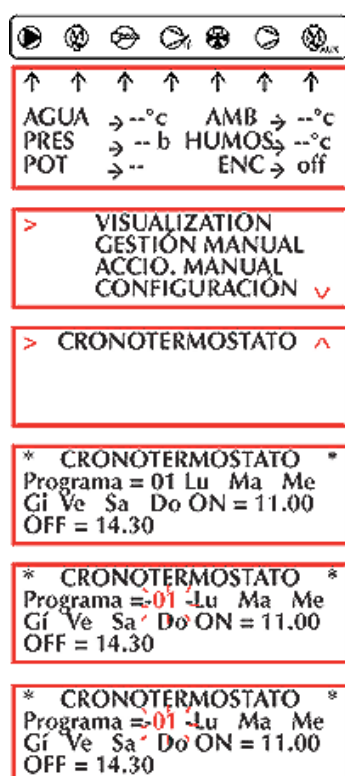 AUX
AGUA → --°c AMB → --°c
PRES → -- b HUMOS→ --°c
POT → -- ENC → off
> VISUALIZATION
GESTIÓN MANUAL
ACCIO. MANUAL
CONFIGURACIÓN
> CRONOTERMOSTATO
* CRONOTERMOSTATO *
Programa = 01 Lu Ma Me
Gi Ve Sa Do ON = 11.00
OFF = 14.30
* CRONOTERMOSTATO *
Programa = 01 Lu Ma Me
Gí Ve Sa Do ON = 11.00
OFF = 14.30
* CRONOTERMOSTATO *
Programa = 01 Lu Ma Me
Gí Ve Sa Do ON = 11.00
OFF = 14.30